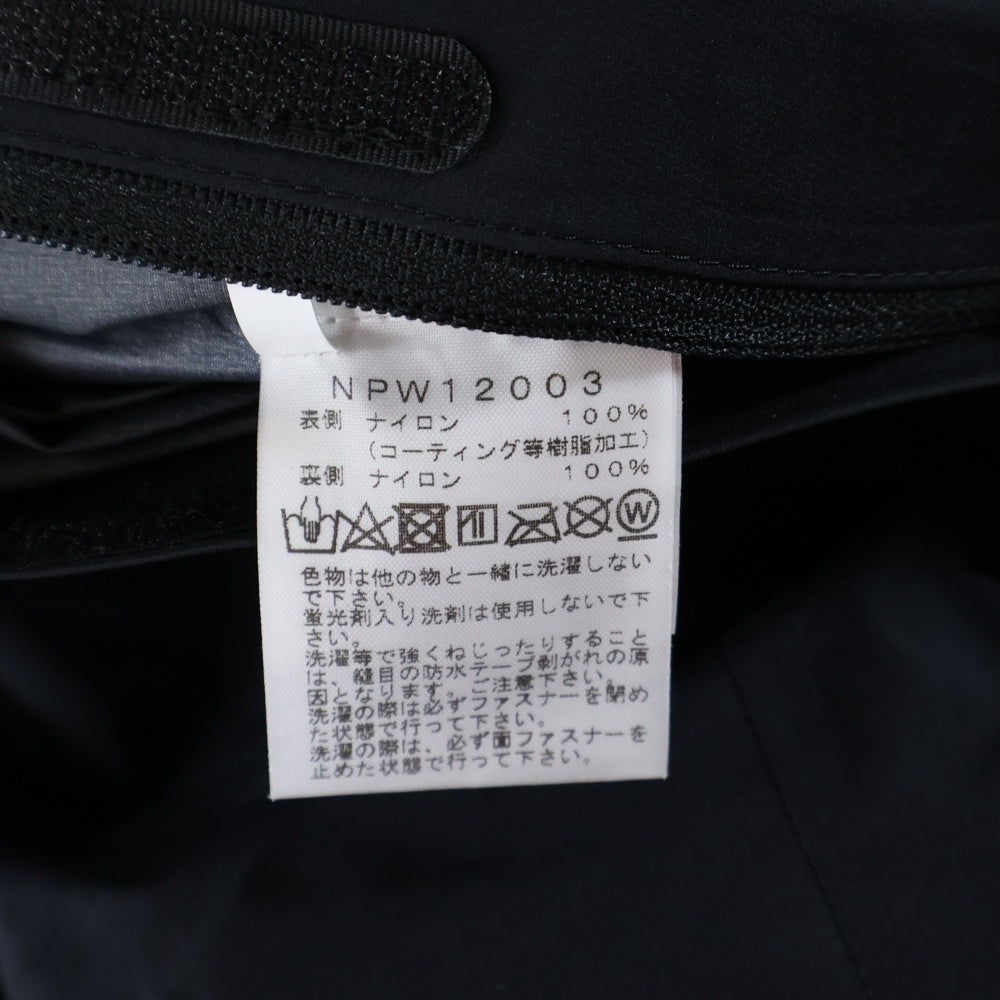 NPW12003
表側 ナイロン 100%
(コーティング等樹脂加工)
裏側 ナイロン 100%
W
色物は他の物と一緒に洗濯しない
で下さい。
蛍光剤入り洗剤は使用しないで下
さい。
洗濯等で強くねじったりすること
は、縫目の防水テープ剥がれの原
因となります。ご注意下さい。
洗濯の際は必ずファスナーを閉め
た状態で行って下さい。
洗濯の際は、必ず面ファスナーを
止めた状態で行って下さい。